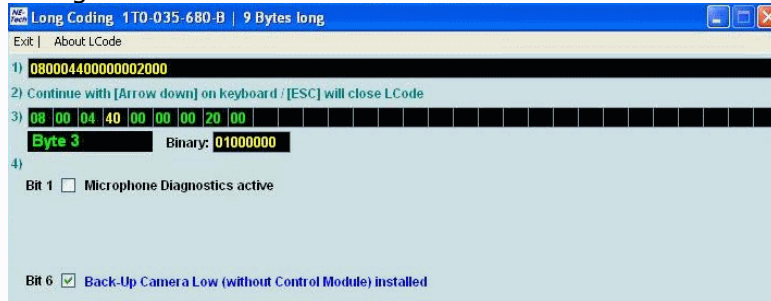 NE-Tech Long Coding 1T0-035-680-B | 9 Bytes long
Exit | About LCode
1) 080004400000002000
2) Continue with [Arrow down] on keyboard / [ESC] will close LCode
3) 08 00 04 40 00 00 00 20 00
Byte 3 Binary: 01000000
4)
Bit 1 Microphone Diagnostics active
Bit 6 Back-Up Camera Low (without Control Module) installed